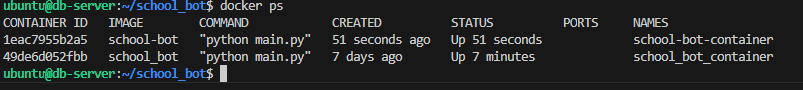 ubuntu@db-server:~/school_bot$ docker ps
CONTAINER ID   IMAGE        COMMAND            CREATED          STATUS          PORTS     NAMES
1eac7955b2a5   school-bot   "python main.py"   51 seconds ago   Up 51 seconds             school-bot-container
49de6d052fbb   school_bot   "python main.py"   7 days ago       Up 7 minutes              school_bot_container
ubuntu@db-server:~/school_bot$